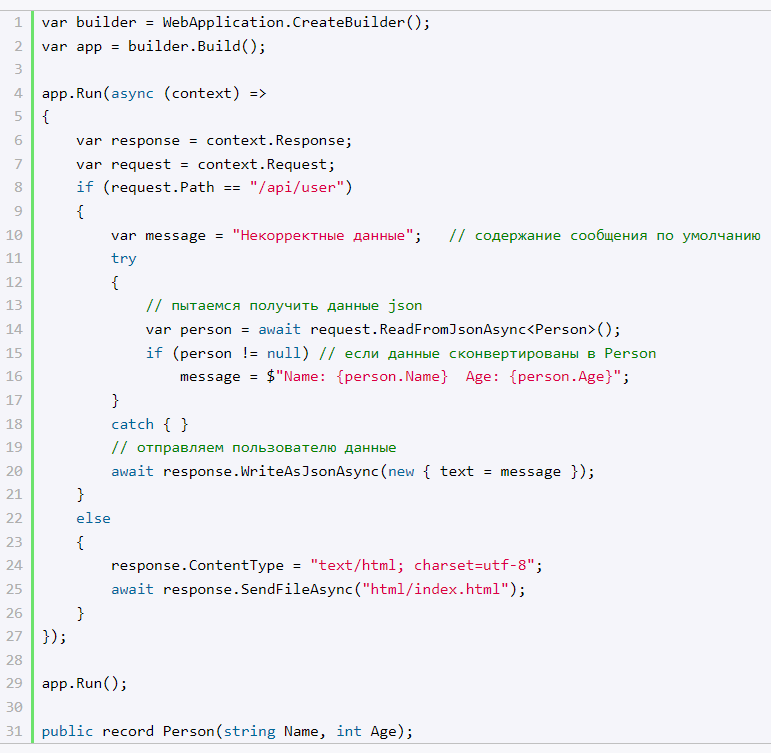 1 var builder = WebApplication.CreateBuilder();
2 var app = builder.Build();
3
4 app.Run(async (context) =>
5 {
6     var response = context.Response;
7     var request = context.Request;
8     if (request.Path == "/api/user")
9     {
10         var message = "Некорректные данные";   // содержание сообщения по умолчанию
11         try
12         {
13             // пытаемся получить данные json
14             var person = await request.ReadFromJsonAsync<Person>();
15             if (person != null) // если данные сконвертированы в Person
16                 message = $"Name: {person.Name}  Age: {person.Age}";
17         }
18         catch { }
19         // отправляем пользователю данные
20         await response.WriteAsJsonAsync(new { text = message });
21     }
22     else
23     {
24         response.ContentType = "text/html; charset=utf-8";
25         await response.SendFileAsync("html/index.html");
26     }
27 });
28
29 app.Run();
30
31 public record Person(string Name, int Age);